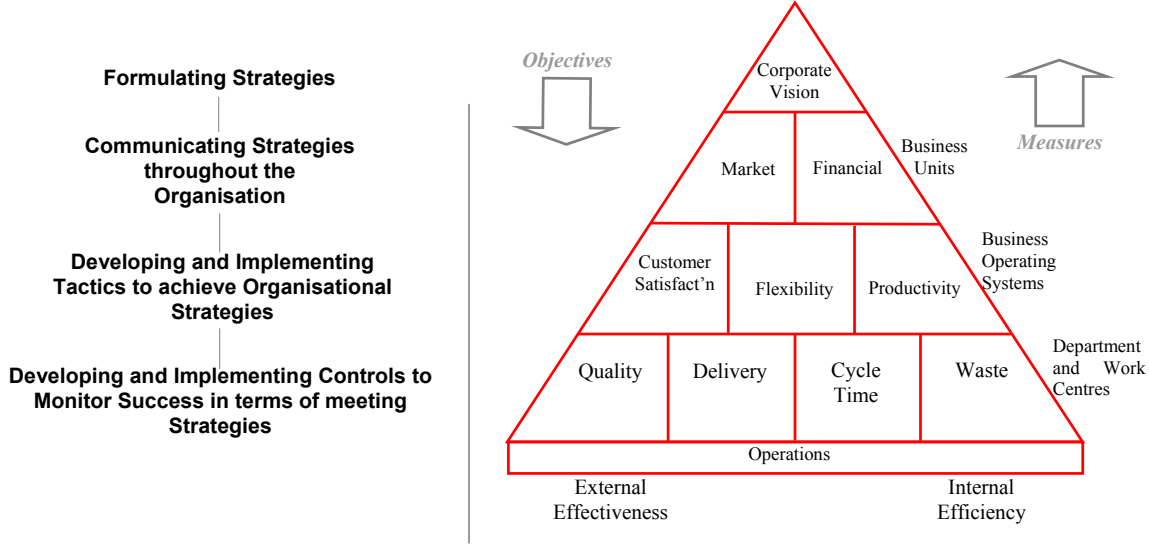 Formulating Strategies
Communicating Strategies
throughout the
Organisation
Developing and Implementing
Tactics to achieve Organisational
Strategies
Developing and Implementing Controls to
Monitor Success in terms of meeting
Strategies
Objectives
Measures
Corporate
Vision
Market
Financial
Business
Units
Customer
Satisfact'n
Flexibility
Productivity
Business
Operating
Systems
Quality
Delivery
Cycle
Time
Waste
Department
and Work
Centres
Operations
External
Effectiveness
Internal
Efficiency